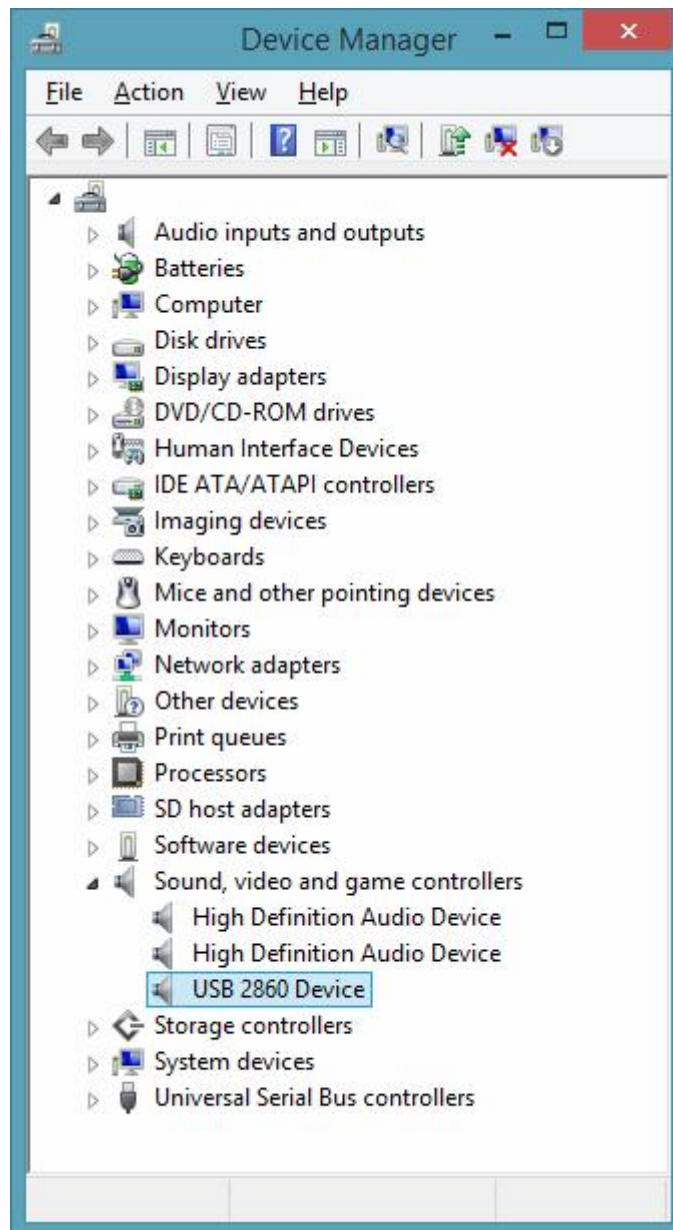 Device Manager
File Action View Help
Audio inputs and outputs
Batteries
Computer
Disk drives
Display adapters
DVD/CD-ROM drives
Human Interface Devices
IDE ATA/ATAPI controllers
Imaging devices
Keyboards
Mice and other pointing devices
Monitors
Network adapters
Other devices
Print queues
Processors
SD host adapters
Software devices
Sound, video and game controllers
High Definition Audio Device
High Definition Audio Device
USB 2860 Device
Storage controllers
System devices
Universal Serial Bus controllers